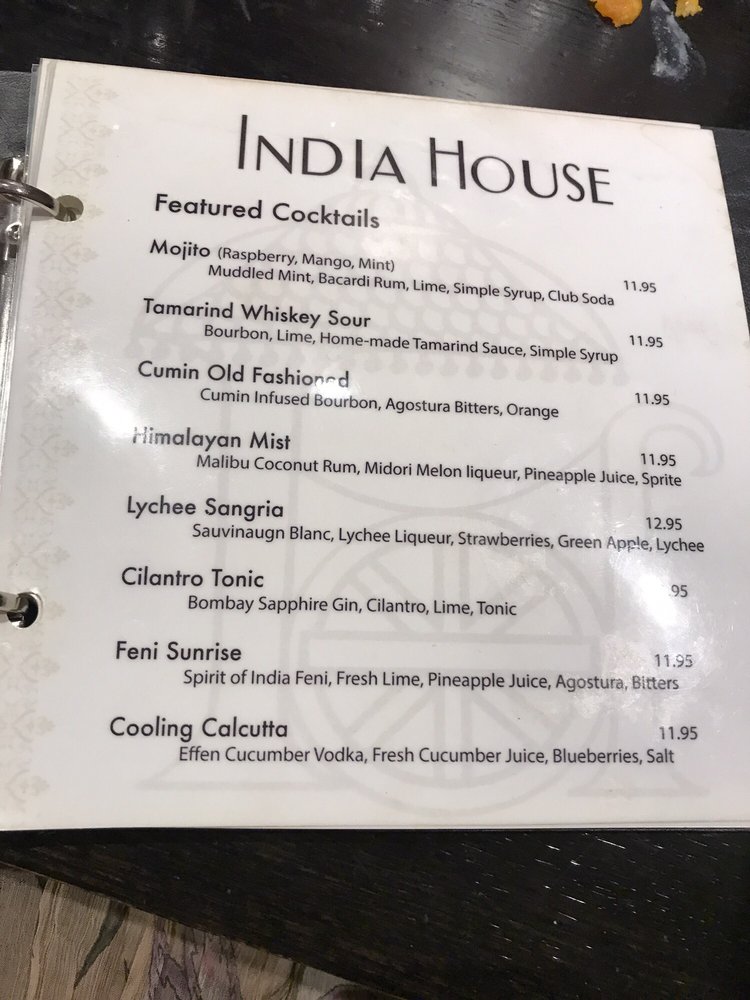 INDIA HOUSE
Featured Cocktails
Mojito (Raspberry, Mango, Mint)
Muddled Mint, Bacardi Rum, Lime, Simple Syrup, Club Soda 11.95
Tamarind Whiskey Sour
Bourbon, Lime, Home-made Tamarind Sauce, Simple Syrup 11.95
Cumin Old Fashioned
Cumin Infused Bourbon, Agostura Bitters, Orange 11.95
Himalayan Mist 11.95
Malibu Coconut Rum, Midori Melon liqueur, Pineapple Juice, Sprite
Lychee Sangria 12.95
Sauvinaugn Blanc, Lychee Liqueur, Strawberries, Green Apple, Lychee
Cilantro Tonic .95
Bombay Sapphire Gin, Cilantro, Lime, Tonic
Feni Sunrise 11.95
Spirit of India Feni, Fresh Lime, Pineapple Juice, Agostura, Bitters
Cooling Calcutta 11.95
Effen Cucumber Vodka, Fresh Cucumber Juice, Blueberries, Salt